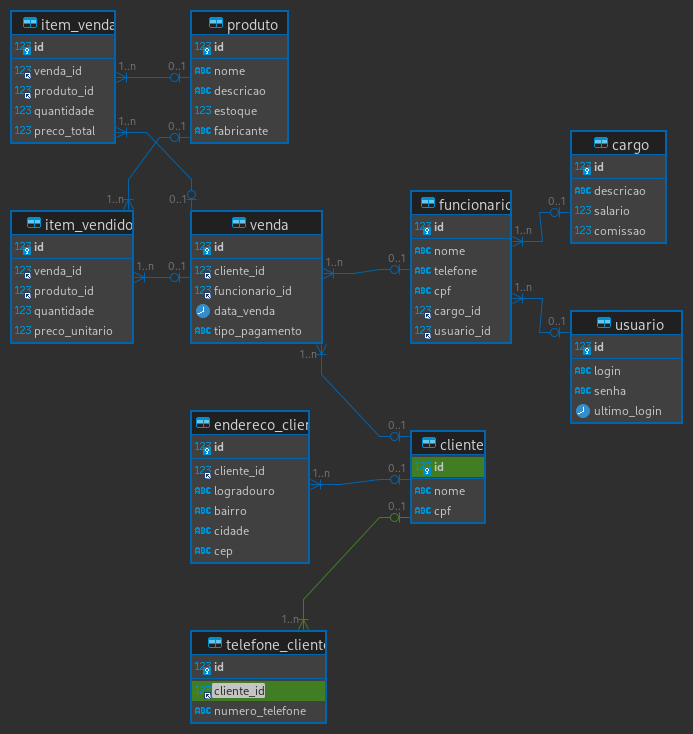 item_venda
123 id
123 venda_id
123 produto_id
123 quantidade
123 preco_total
1..n
0..1
1..n
0..1
0..1
produto
123 id
ABC nome
ABC descricao
123 estoque
ABC fabricante
1..n
item_vendido
123 id
123 venda_id
123 produto_id
123 quantidade
123 preco_unitario
1..n
0..1
venda
123 id
123 cliente_id
123 funcionario_id
data_venda
ABC tipo_pagamento
1..n
0..1
1..n
funcionario
123 id
ABC nome
ABC telefone
ABC cpf
123 cargo_id
123 usuario_id
1..n
0..1
1..n
0..1
cargo
123 id
ABC descricao
123 salario
123 comissao
usuario
123 id
ABC login
ABC senha
ultimo_login
endereco_clien
123 id
123 cliente_id
ABC logradouro
ABC bairro
ABC cidade
ABC cep
1..n
0..1
0..1
0..1
cliente
123 id
ABC nome
ABC cpf
1..n
telefone_cliente
123 id
123 cliente_id
ABC numero_telefone